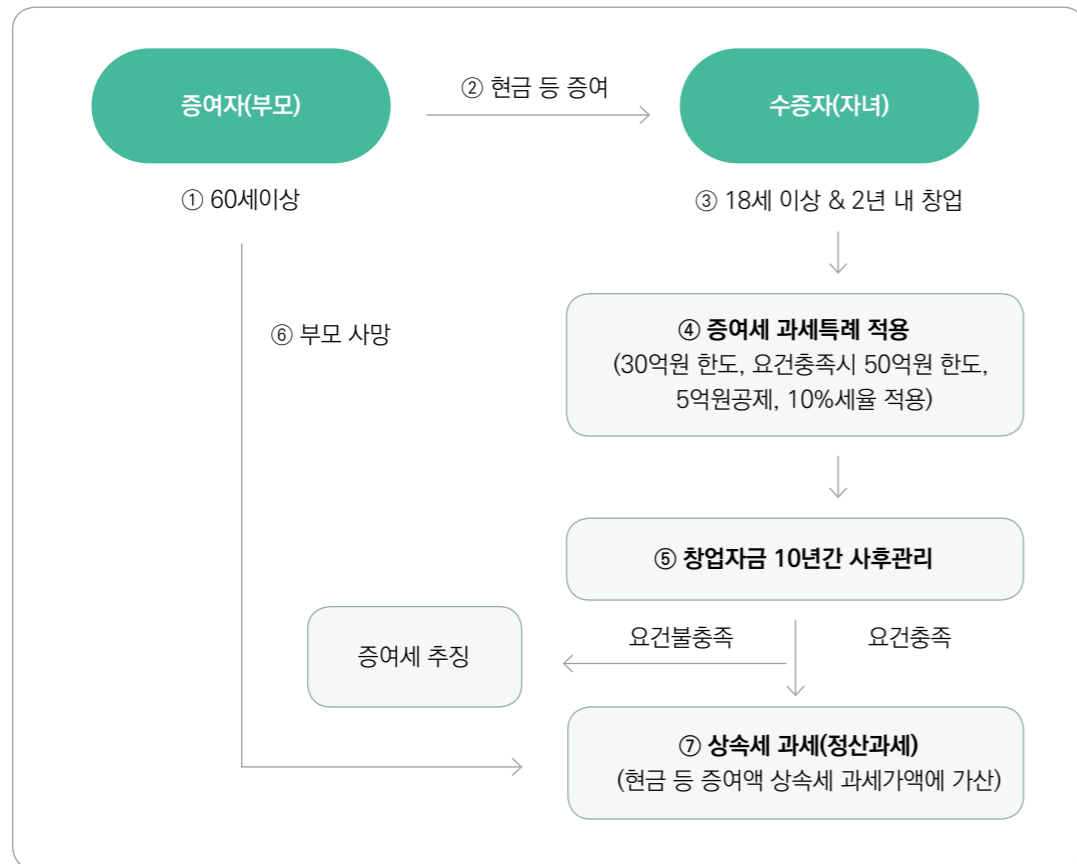 증여자(부모)
② 현금 등 증여
수증자(자녀)
① 60세이상
③ 18세 이상 & 2년 내 창업
④ 증여세 과세특례 적용
(30억원 한도, 요건충족시 50억원 한도,
5억원공제, 10%세율 적용)
⑥ 부모 사망
⑤ 창업자금 10년간 사후관리
요건불충족
요건충족
증여세 추징
⑦ 상속세 과세(정산과세)
(현금 등 증여액 상속세 과세가액에 가산)